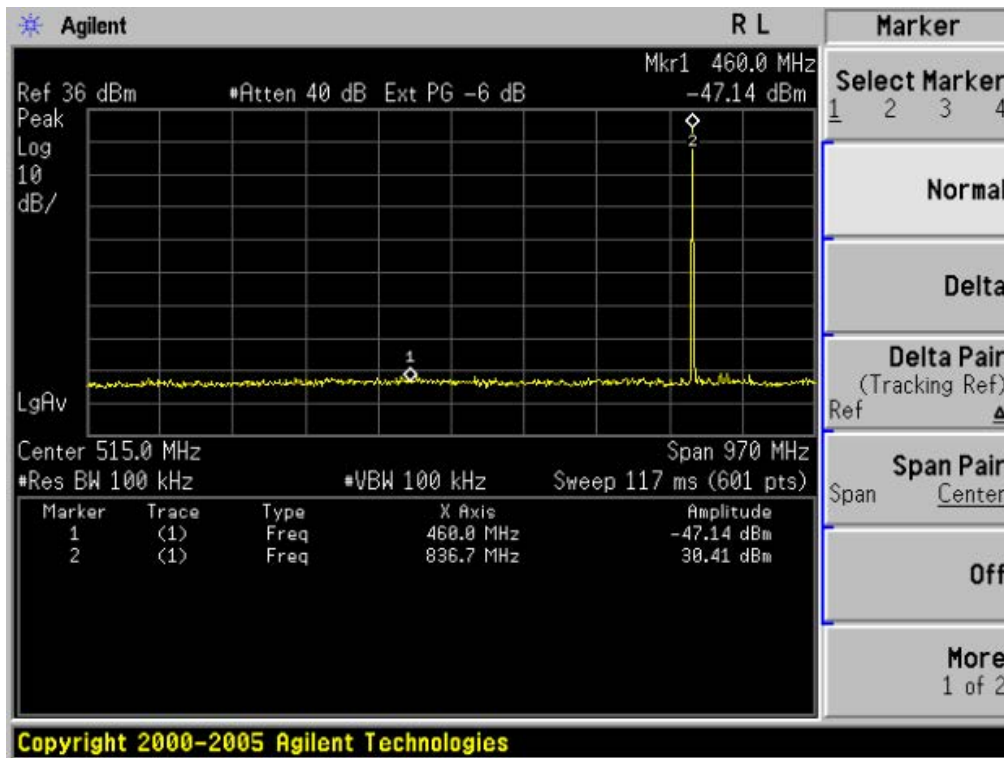 Agilent R L Marker
Mkr1 460.0 MHz
Ref 36 dBm #Atten 40 dB Ext PG -6 dB -47.14 dBm
Peak
Log
10
dB/
2
1
LgAv
Center 515.0 MHz Span 970 MHz
#Res BW 100 kHz #VBW 100 kHz Sweep 117 ms (601 pts)
Marker Trace Type X Axis Amplitude
1 (1) Freq 460.0 MHz -47.14 dBm
2 (1) Freq 836.7 MHz 30.41 dBm
Select Marker
1 2 3 4
Normal
Delta
Delta Pair
(Tracking Ref)
Ref Δ
Span Pair
Span Center
Off
More
1 of 2
Copyright 2000-2005 Agilent Technologies